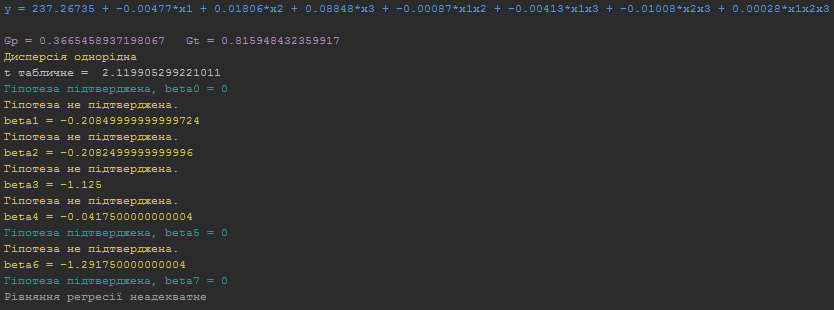 y = 237.26735 + -0.00477*x1 + 0.01806*x2 + 0.08848*x3 + -0.00087*x1x2 + -0.00413*x1x3 + -0.01008*x2x3 + 0.00028*x1x2x3
Gp = 0.3665458937198067   Gt = 0.815948432359917
Дисперсія однорідна
t табличне =  2.119905299221011
Гіпотеза підтверджена, beta0 = 0
Гіпотеза не підтверджена.
beta1 = -0.20849999999999724
Гіпотеза не підтверджена.
beta2 = -0.2082499999999996
Гіпотеза не підтверджена.
beta3 = -1.125
Гіпотеза не підтверджена.
beta4 = -0.0417500000000004
Гіпотеза підтверджена, beta5 = 0
Гіпотеза не підтверджена.
beta6 = -1.291750000000004
Гіпотеза підтверджена, beta7 = 0
Рівняння регресії неадекватне